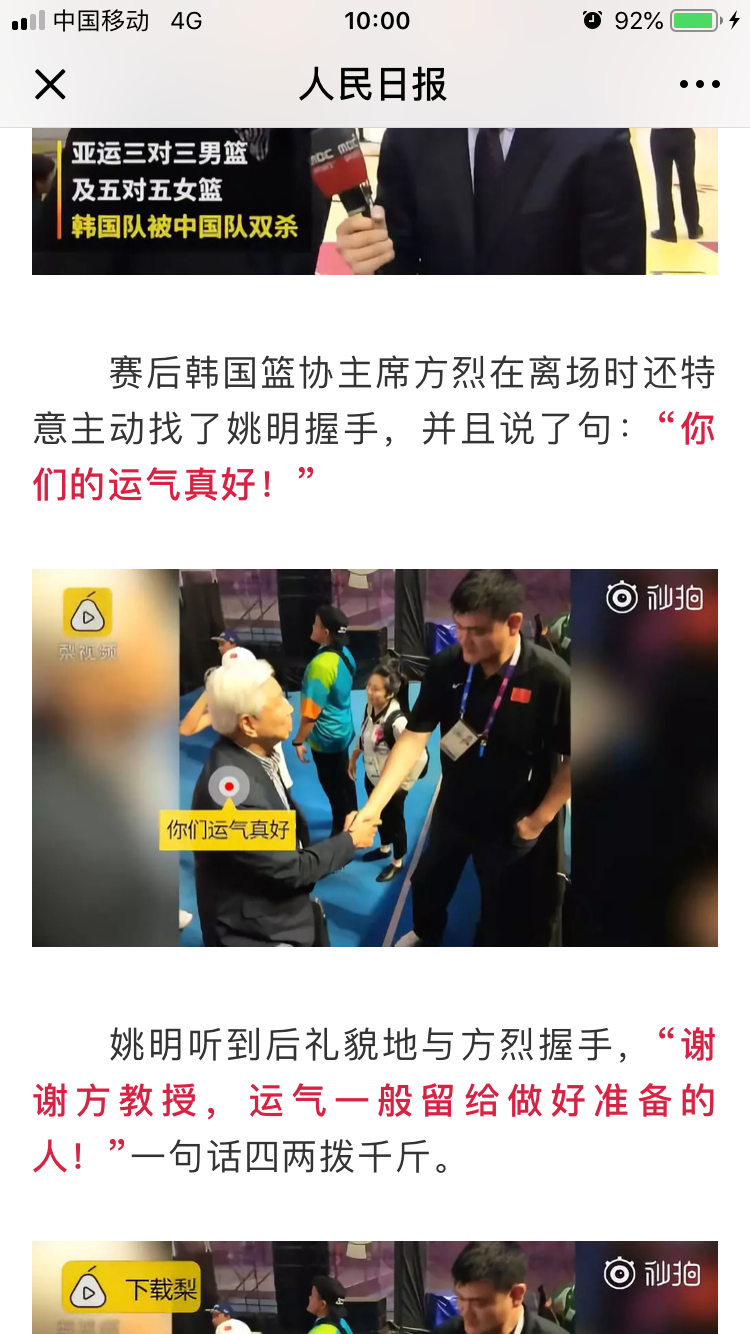 中国移动 4G 10:00 92%
人民日报
亚运三对三男篮
及五对五女篮
韩国队被中国队双杀
mbc mbc
赛后韩国篮协主席方烈在离场时还特
意主动找了姚明握手，并且说了句：“你
们的运气真好！”
梨视频
秒拍
你们运气真好
姚明听到后礼貌地与方烈握手，“谢
谢方教授，运气一般留给做好准备的
人！”一句话四两拨千斤。
下载梨
秒拍